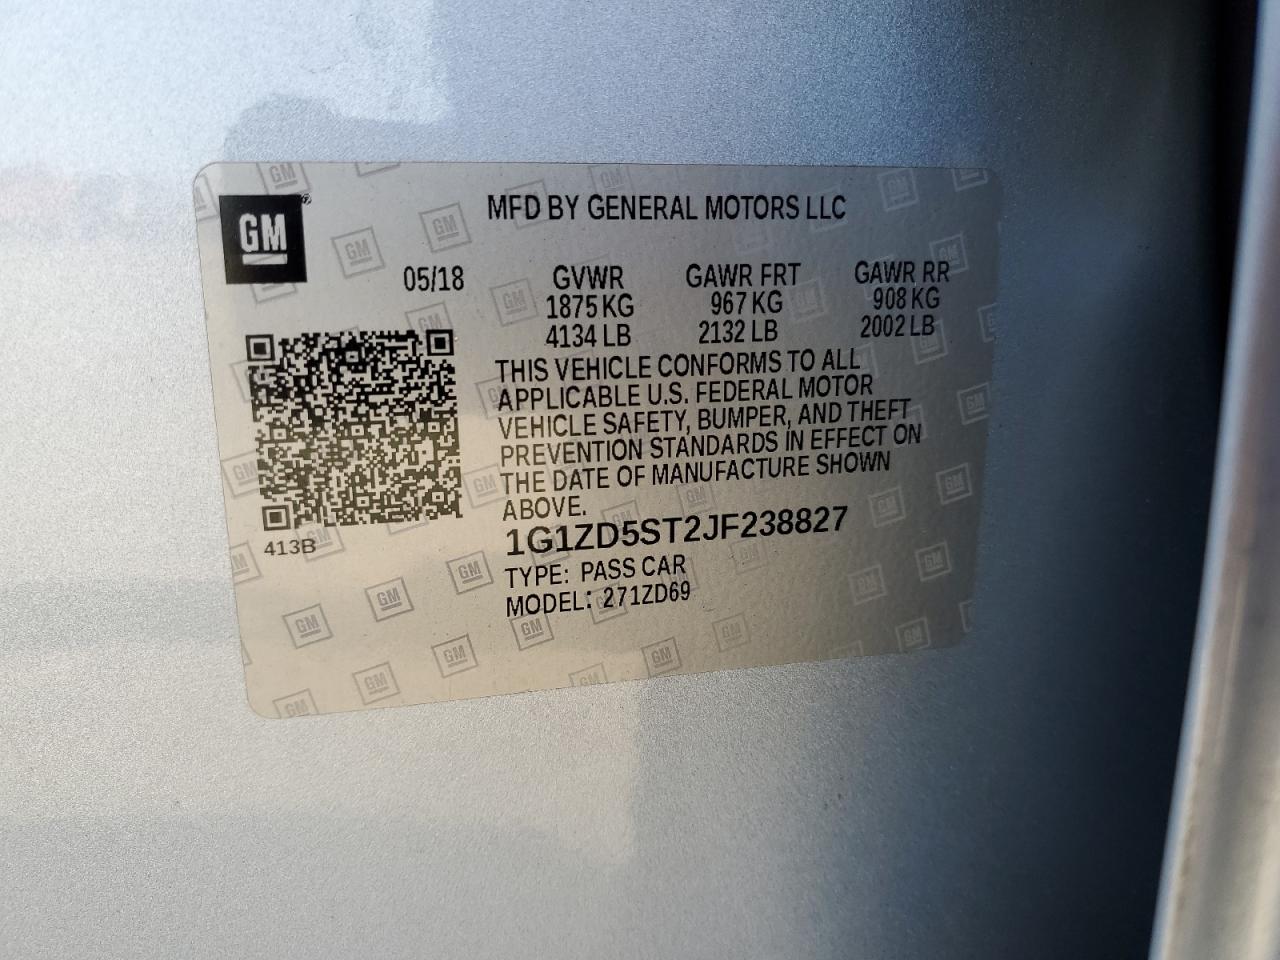 GM®
MFD BY GENERAL MOTORS LLC
05/18
GVWR GAWR FRT GAWR RR
1875 KG 967 KG 908 KG
4134 LB 2132 LB 2002 LB
THIS VEHICLE CONFORMS TO ALL
APPLICABLE U.S. FEDERAL MOTOR
VEHICLE SAFETY, BUMPER, AND THEFT
PREVENTION STANDARDS IN EFFECT ON
THE DATE OF MANUFACTURE SHOWN
ABOVE.
413B
1G1ZD5ST2JF238827
TYPE: PASS CAR
MODEL: 271ZD69